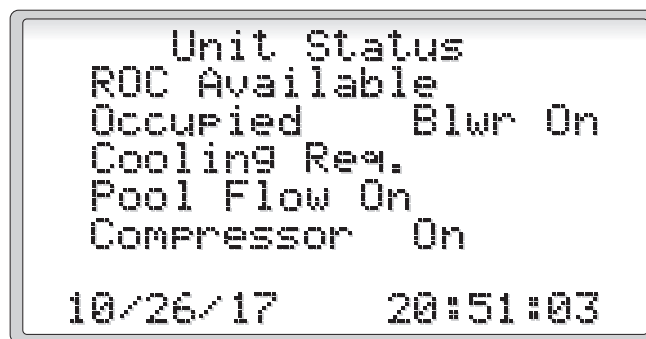 Unit Status
ROC Available
Occupied Blwr On
Cooling Req.
Pool Flow On
Compressor On
10/26/17 20:51:03